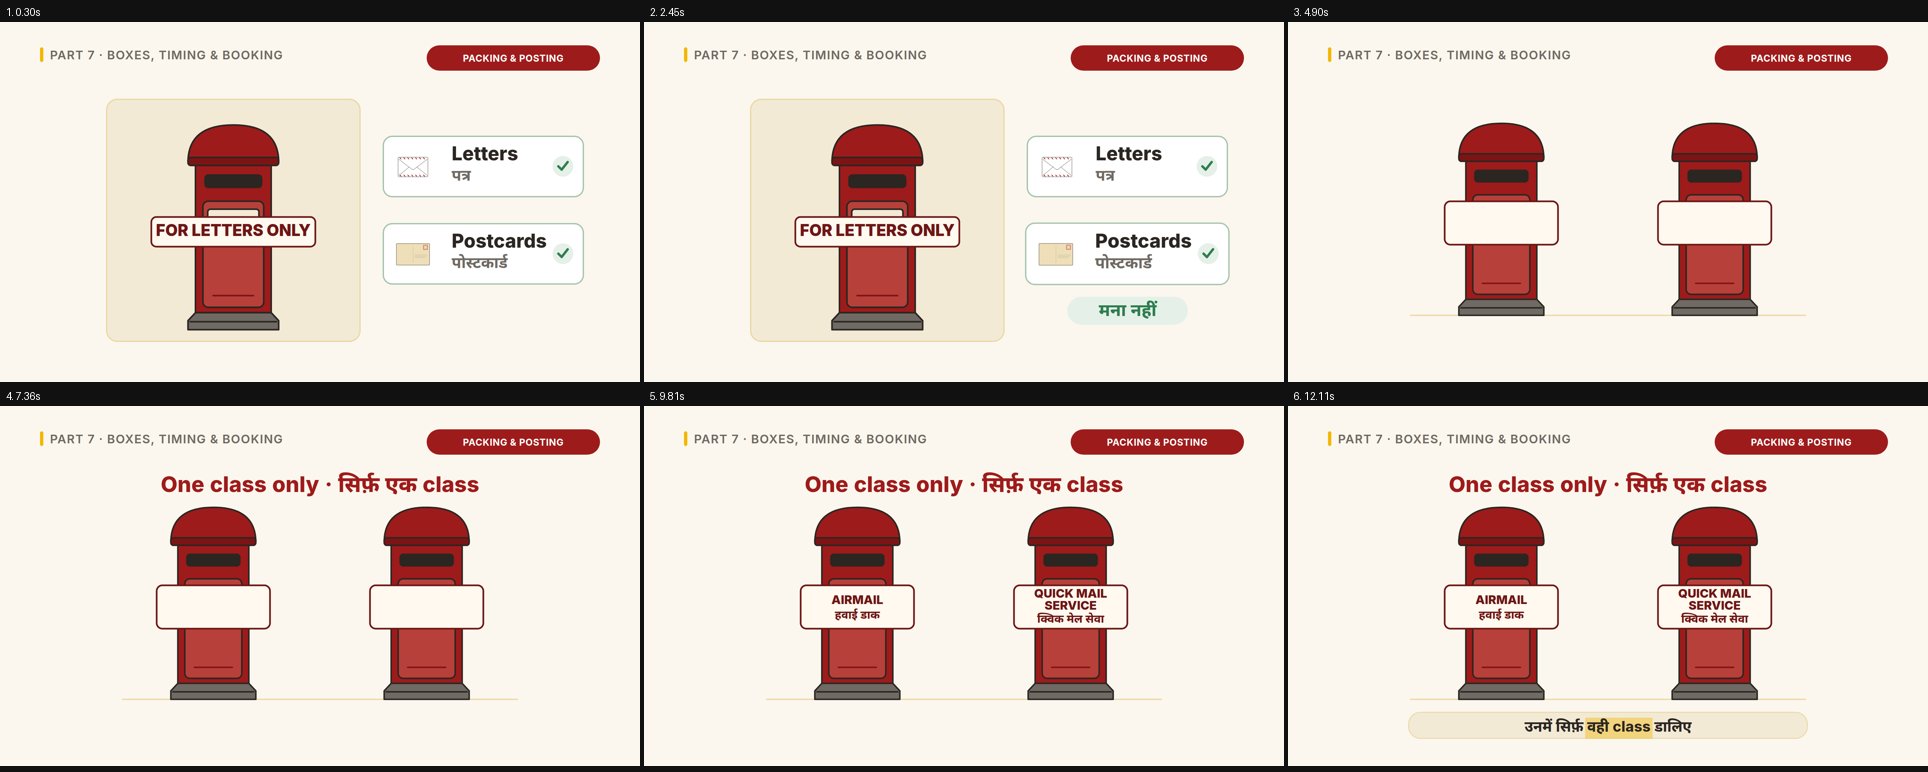 1. 0.30s
PART 7 · BOXES, TIMING & BOOKING
PACKING & POSTING
FOR LETTERS ONLY
Letters
पत्र
Postcards
पोस्टकार्ड
2. 2.45s
PART 7 · BOXES, TIMING & BOOKING
PACKING & POSTING
FOR LETTERS ONLY
Letters
पत्र
Postcards
पोस्टकार्ड
मना नहीं
3. 4.90s
PART 7 · BOXES, TIMING & BOOKING
PACKING & POSTING
4. 7.36s
PART 7 · BOXES, TIMING & BOOKING
PACKING & POSTING
One class only · सिर्फ़ एक class
5. 9.81s
PART 7 · BOXES, TIMING & BOOKING
PACKING & POSTING
One class only · सिर्फ़ एक class
AIRMAIL
हवाई डाक
QUICK MAIL
SERVICE
क्विक मेल सेवा
6. 12.11s
PART 7 · BOXES, TIMING & BOOKING
PACKING & POSTING
One class only · सिर्फ़ एक class
AIRMAIL
हवाई डाक
QUICK MAIL
SERVICE
क्विक मेल सेवा
उनमें सिर्फ़ वही class डालिए